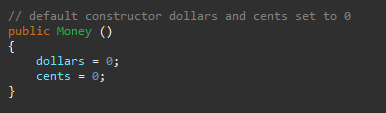 // default constructor dollars and cents set to 0
public Money ()
{
    dollars = 0;
    cents = 0;
}